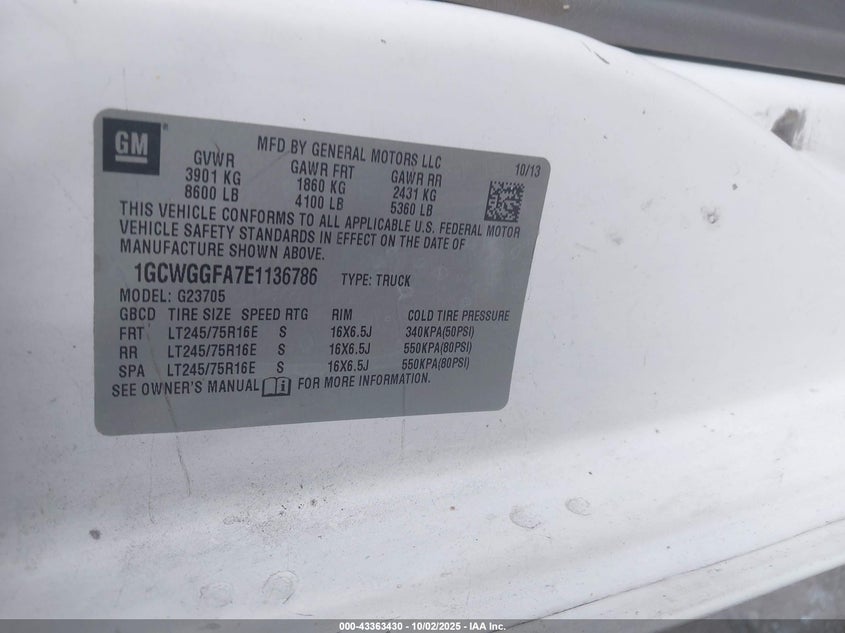 GM
MFD BY GENERAL MOTORS LLC 10/13
GVWR GAWR FRT GAWR RR
3901 KG 1860 KG 2431 KG
8600 LB 4100 LB 5360 LB
THIS VEHICLE CONFORMS TO ALL APPLICABLE U.S. FEDERAL MOTOR
VEHICLE SAFETY STANDARDS IN EFFECT ON THE DATE OF
MANUFACTURE SHOWN ABOVE.
1GCWGGFA7E1136786 TYPE: TRUCK
MODEL: G23705
GBCD TIRE SIZE SPEED RTG RIM COLD TIRE PRESSURE
FRT LT245/75R16E S 16X6.5J 340KPA(50PSI)
RR LT245/75R16E S 16X6.5J 550KPA(80PSI)
SPA LT245/75R16E S 16X6.5J 550KPA(80PSI)
SEE OWNER'S MANUAL FOR MORE INFORMATION.
000-43363430 - 10/02/2025 - IAA Inc.